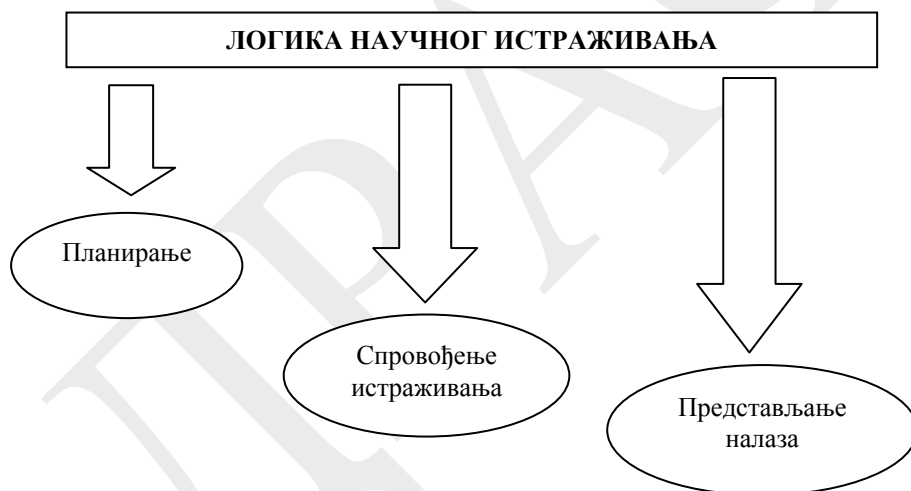 ЛОГИКА НАУЧНОГ ИСТРАЖИВАЊА
Планирање
Спровођење
истраживања
Представљање
налаза